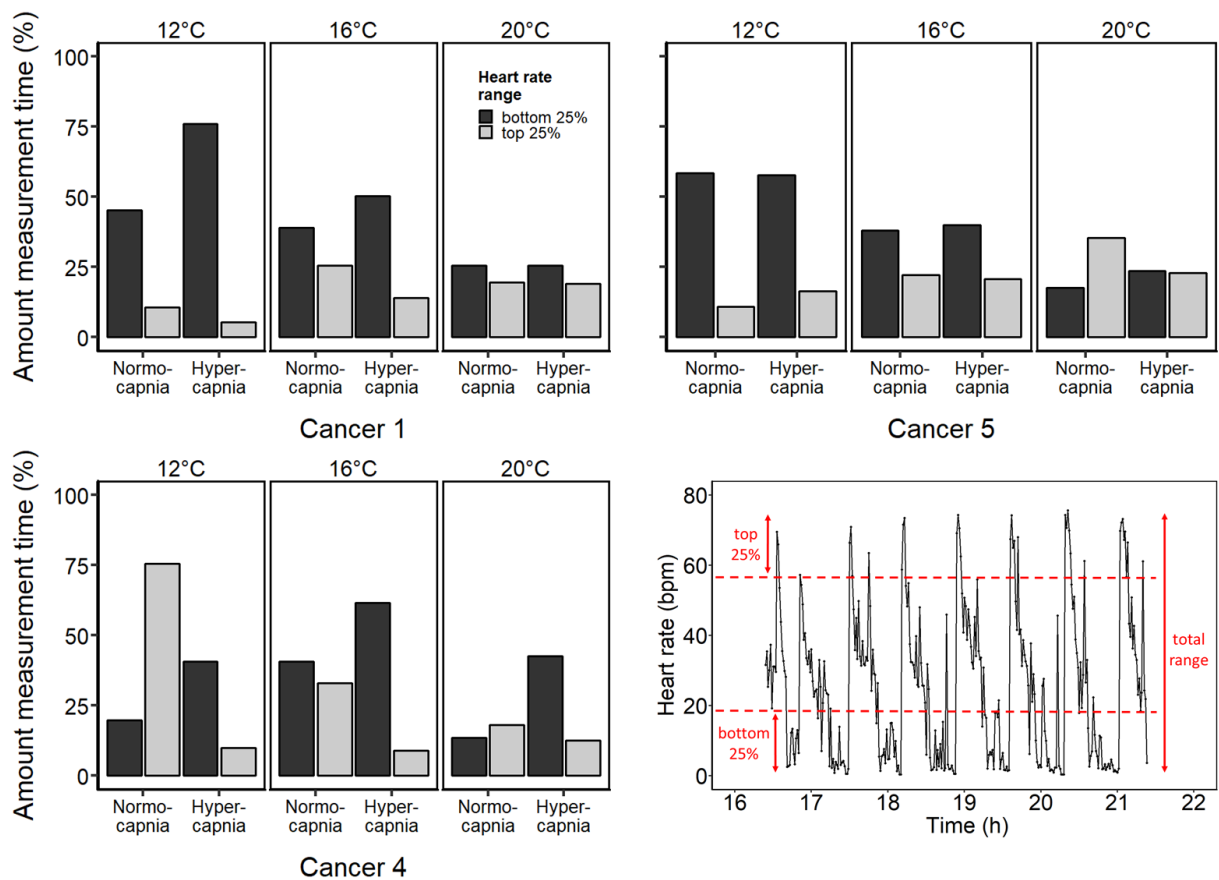 12°C 16°C 20°C
Amount measurement time (%)
100
75
50
25
0
Heart rate
range
bottom 25%
top 25%
Normo-
capnia
Hyper-
capnia
Normo-
capnia
Hyper-
capnia
Normo-
capnia
Hyper-
capnia
Cancer 1
12°C 16°C 20°C
100
75
50
25
0
Normo-
capnia
Hyper-
capnia
Normo-
capnia
Hyper-
capnia
Normo-
capnia
Hyper-
capnia
Cancer 5
12°C 16°C 20°C
Amount measurement time (%)
100
75
50
25
0
Normo-
capnia
Hyper-
capnia
Normo-
capnia
Hyper-
capnia
Normo-
capnia
Hyper-
capnia
Cancer 4
Heart rate (bpm)
80
60
40
20
0
top
25%
total
range
bottom
25%
16 17 18 19 20 21 22
Time (h)